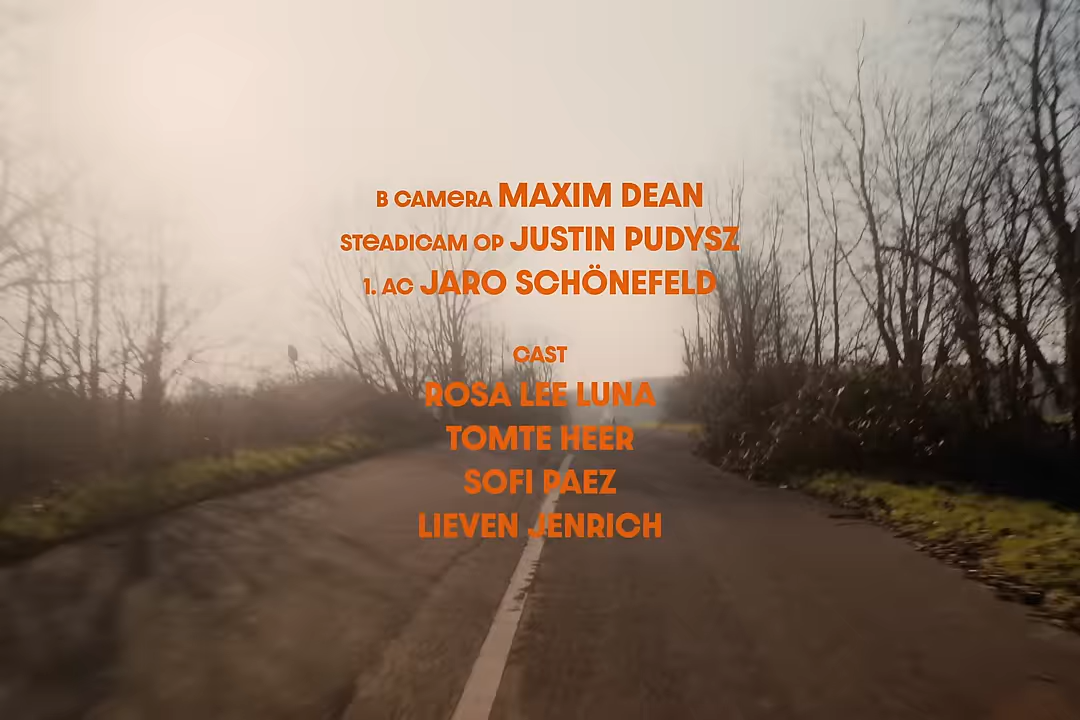 B CAMERA MAXIM DEAN
STEADICAM OP JUSTIN PUDYSZ
1. AC JARO SCHÖNEFELD
CAST
ROSA LEE LUNA
TOMTE HEER
SOFI PAEZ
LIEVEN JENRICH